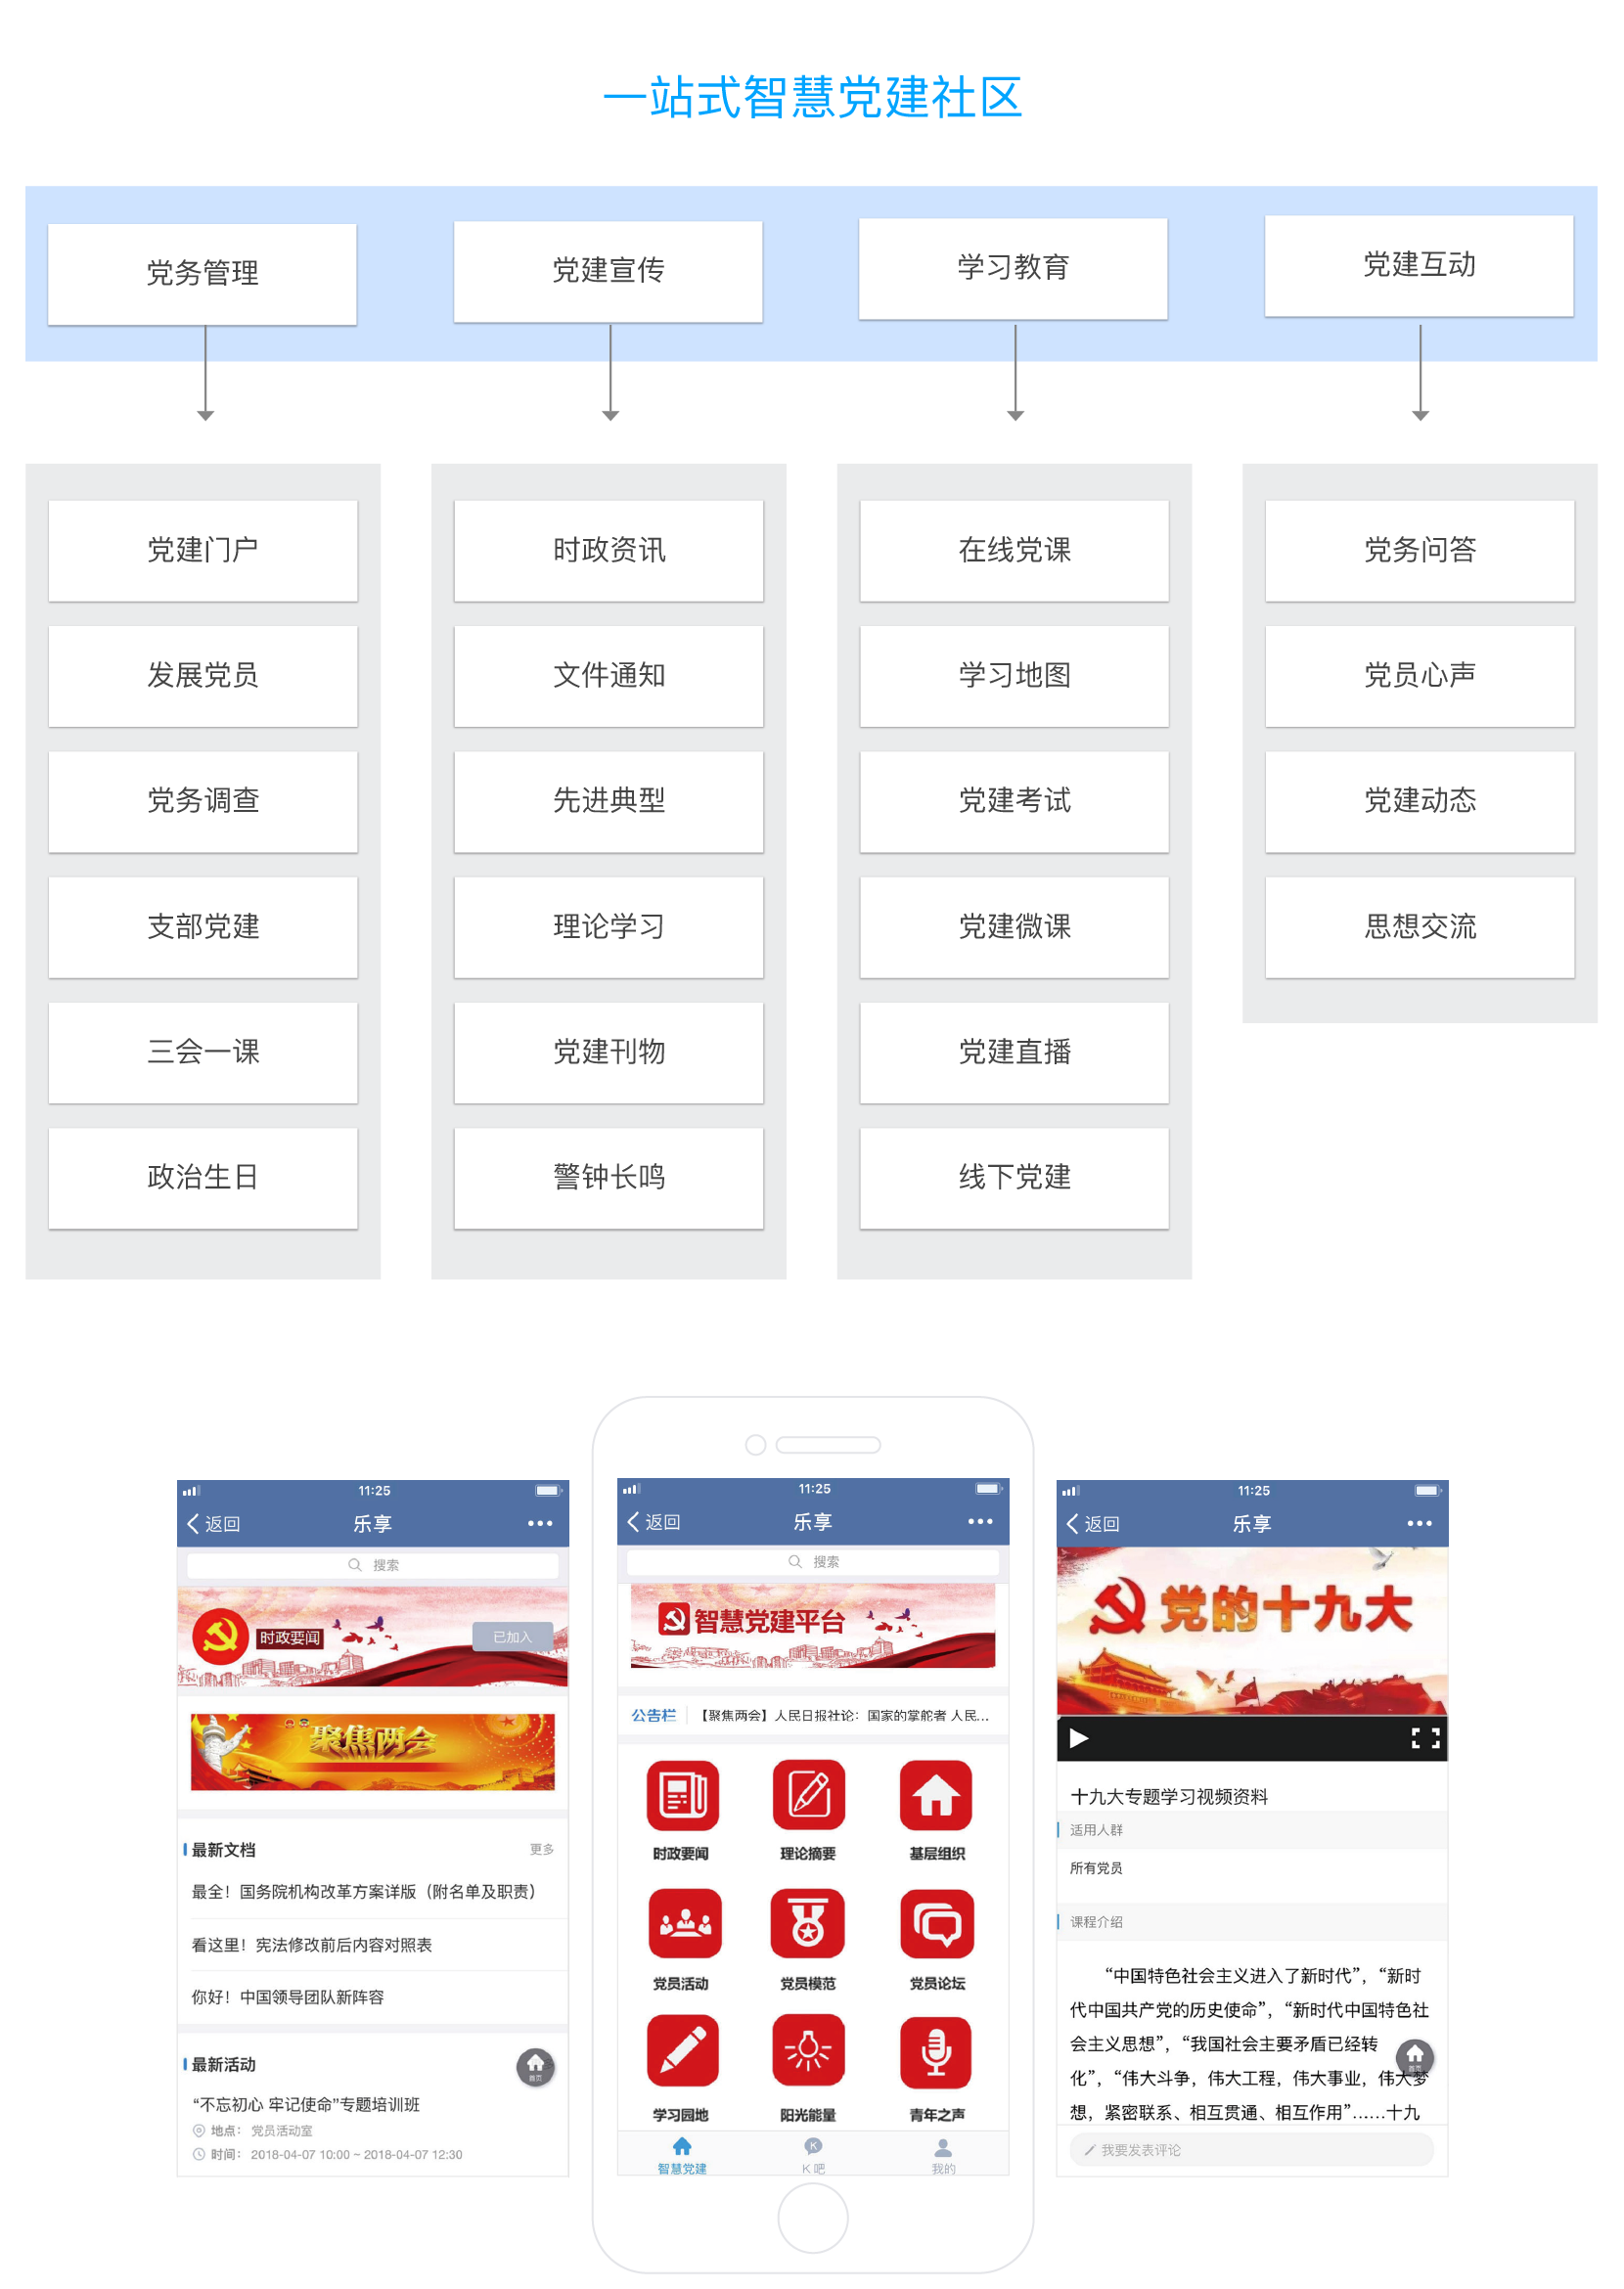 一站式智慧党建社区
党务管理
党建宣传
学习教育
党建互动
党建门户
发展党员
党务调查
支部党建
三会一课
政治生日
时政资讯
文件通知
先进典型
理论学习
党建刊物
警钟长鸣
在线党课
学习地图
党建考试
党建微课
党建直播
线下党建
党务问答
党员心声
党建动态
思想交流
11:25
返回 乐享
搜索
时政要闻 已加入
聚焦两会
最新文档 更多
最全！国务院机构改革方案详版（附名单及职责）
看这里！宪法修改前后内容对照表
你好！中国领导团队新阵容
最新活动
首页
“不忘初心 牢记使命”专题培训班
地点： 党员活动室
时间： 2018-04-07 10:00 ~ 2018-04-07 12:30
11:25
返回 乐享
搜索
智慧党建平台
公告栏 【聚焦两会】人民日报社论：国家的掌舵者 人民...
时政要闻 理论摘要 基层组织
党员活动 党员模范 党员论坛
学习园地 阳光能量 青年之声
智慧党建 K 吧 我的
11:25
返回 乐享
党的十九大
十九大专题学习视频资料
适用人群
所有党员
课程介绍
“中国特色社会主义进入了新时代”，“新时
代中国共产党的历史使命”，“新时代中国特色社
会主义思想”，“我国社会主要矛盾已经转
化”，“伟大斗争，伟大工程，伟大事业，伟大梦
首页
想，紧密联系、相互贯通、相互作用”……十九
我要发表评论